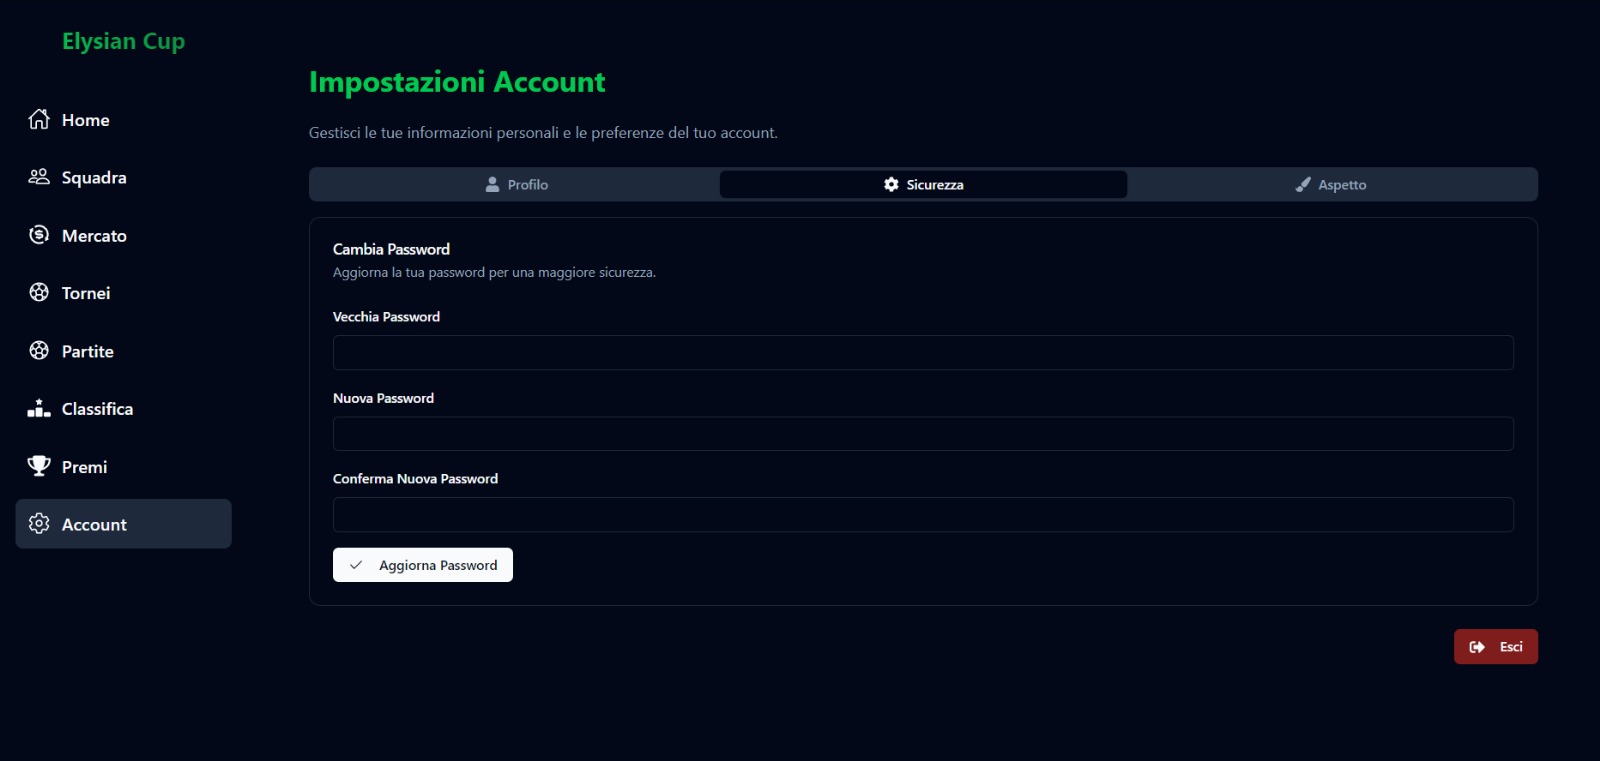 Elysian Cup
Home
Squadra
Mercato
Tornei
Partite
Classifica
Premi
Account
Impostazioni Account
Gestisci le tue informazioni personali e le preferenze del tuo account.
Profilo
Sicurezza
Aspetto
Cambia Password
Aggiorna la tua password per una maggiore sicurezza.
Vecchia Password
Nuova Password
Conferma Nuova Password
Aggiorna Password
Esci